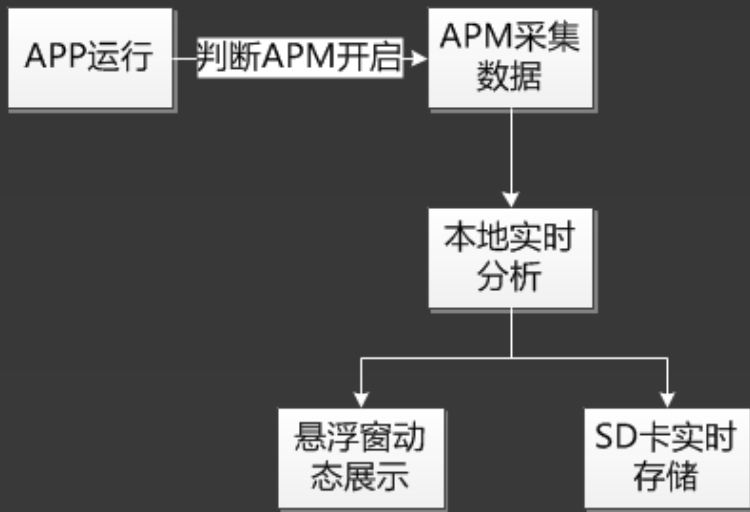 APP运行
判断APM开启
APM采集
数据
本地实时
分析
悬浮窗动
态展示
SD卡实时
存储